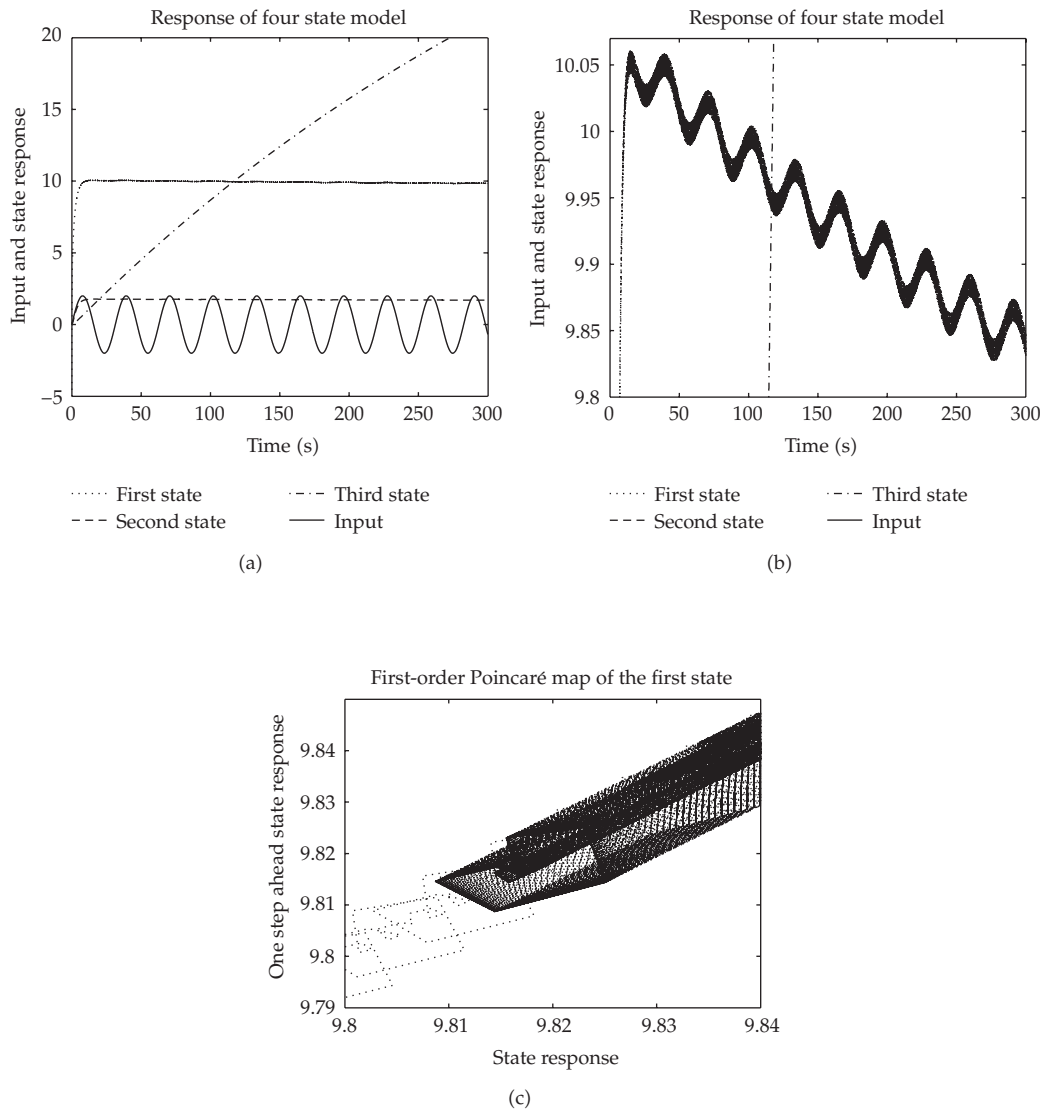 Response of four state model
Input and state response
20
15
10
5
0
−5
0 50 100 150 200 250 300
Time (s)
First state
Second state
Third state
Input
(a)
Response of four state model
Input and state response
10.05
10
9.95
9.9
9.85
9.8
0 50 100 150 200 250 300
Time (s)
First state
Second state
Third state
Input
(b)
First-order Poincaré map of the first state
One step ahead state response
9.84
9.83
9.82
9.81
9.8
9.79
9.8 9.81 9.82 9.83 9.84
State response
(c)